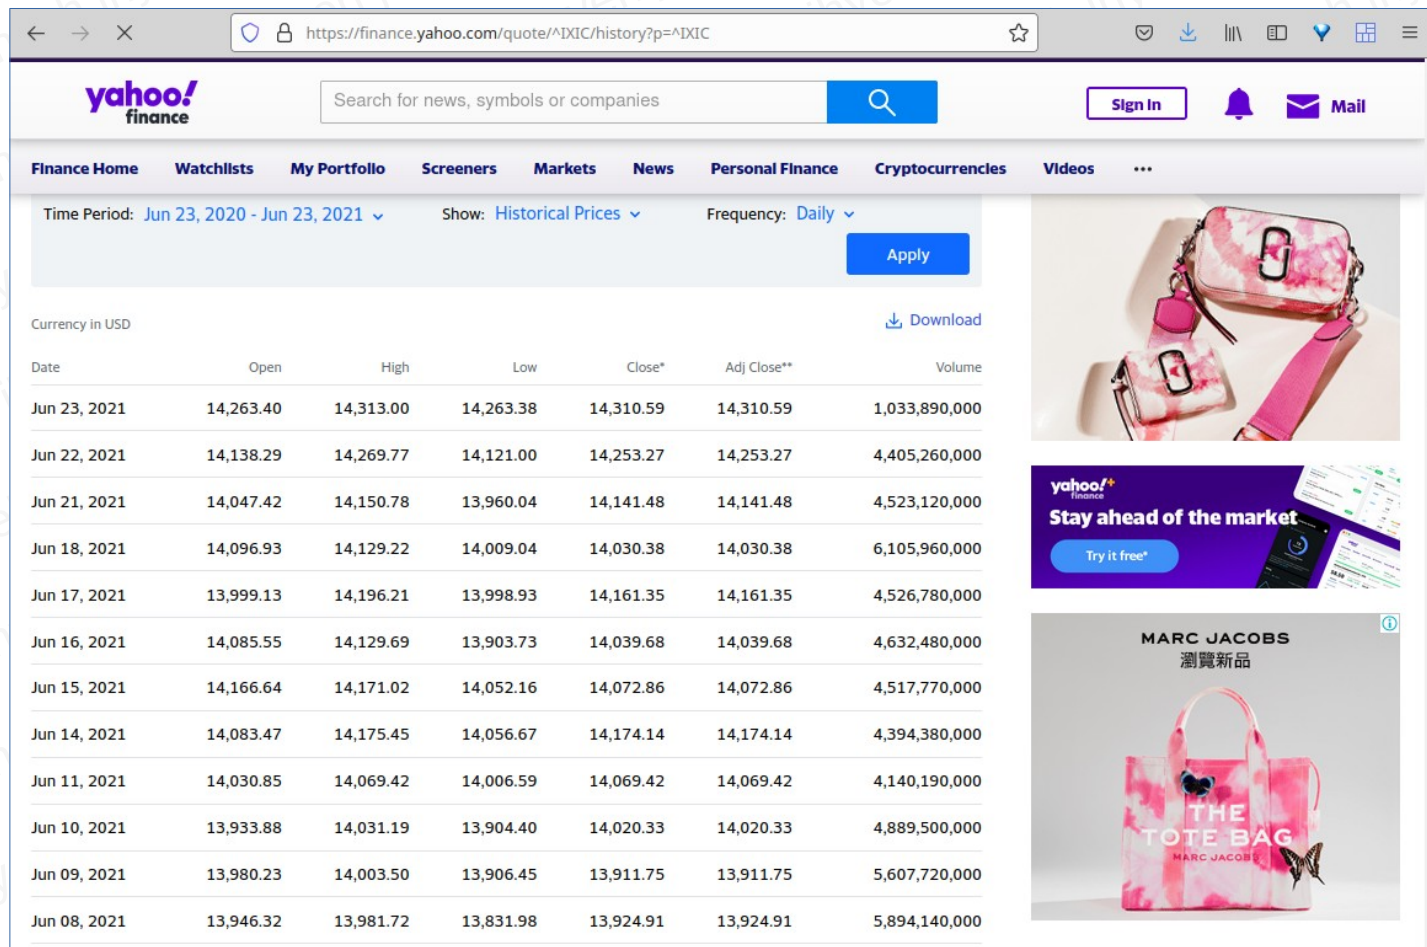 https://finance.yahoo.com/quote/^IXIC/history?p=^IXIC
yahoo!
finance
Search for news, symbols or companies
Sign in
Mail
Finance Home Watchlists My Portfolio Screeners Markets News Personal Finance Cryptocurrencies Videos ...
Time Period: Jun 23, 2020 - Jun 23, 2021 Show: Historical Prices Frequency: Daily
Apply
Currency in USD
Download
Date Open High Low Close* Adj Close** Volume
Jun 23, 2021 14,263.40 14,313.00 14,263.38 14,310.59 14,310.59 1,033,890,000
Jun 22, 2021 14,138.29 14,269.77 14,121.00 14,253.27 14,253.27 4,405,260,000
Jun 21, 2021 14,047.42 14,150.78 13,960.04 14,141.48 14,141.48 4,523,120,000
Jun 18, 2021 14,096.93 14,129.22 14,009.04 14,030.38 14,030.38 6,105,960,000
Jun 17, 2021 13,999.13 14,196.21 13,998.93 14,161.35 14,161.35 4,526,780,000
Jun 16, 2021 14,085.55 14,129.69 13,903.73 14,039.68 14,039.68 4,632,480,000
Jun 15, 2021 14,166.64 14,171.02 14,052.16 14,072.86 14,072.86 4,517,770,000
Jun 14, 2021 14,083.47 14,175.45 14,056.67 14,174.14 14,174.14 4,394,380,000
Jun 11, 2021 14,030.85 14,069.42 14,006.59 14,069.42 14,069.42 4,140,190,000
Jun 10, 2021 13,933.88 14,031.19 13,904.40 14,020.33 14,020.33 4,889,500,000
Jun 09, 2021 13,980.23 14,003.50 13,906.45 13,911.75 13,911.75 5,607,720,000
Jun 08, 2021 13,946.32 13,981.72 13,831.98 13,924.91 13,924.91 5,894,140,000
yahoo!+
finance
Stay ahead of the market
Try it free*
MARC JACOBS
瀏覽新品
THE
TOTE BAG
MARC JACOBS